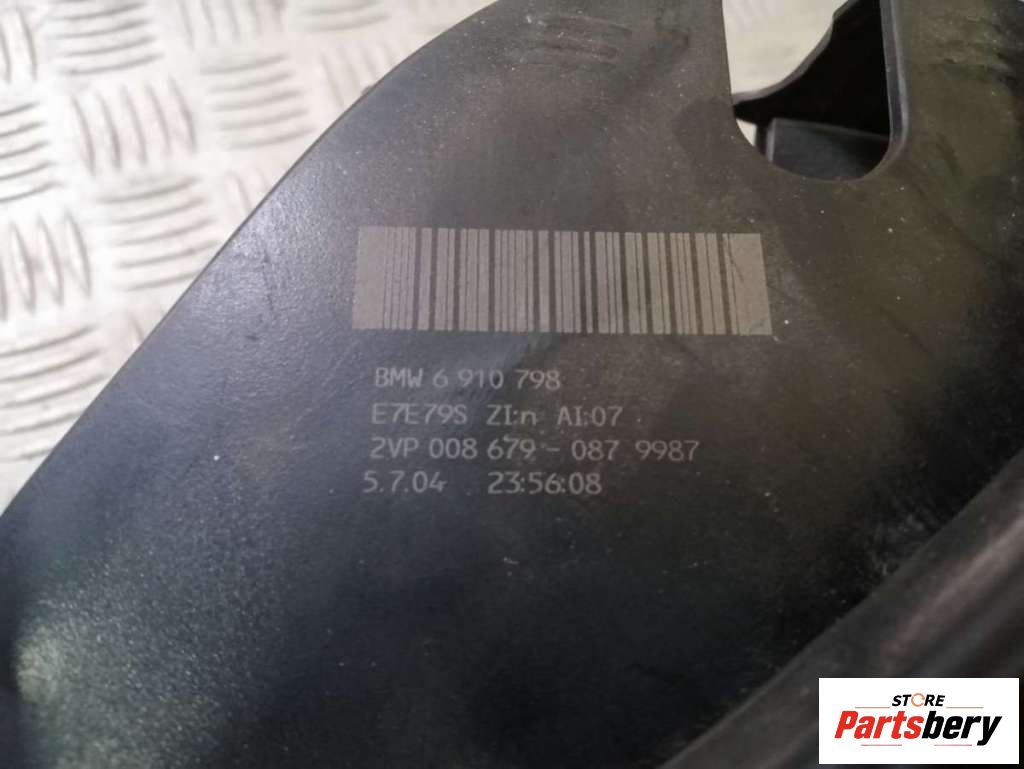 BMW 6 910 798
E7E79S ZI:n AI:07
2VP 008 679 - 087 9987
5.7.04 23:56:08
STORE
Partsbery